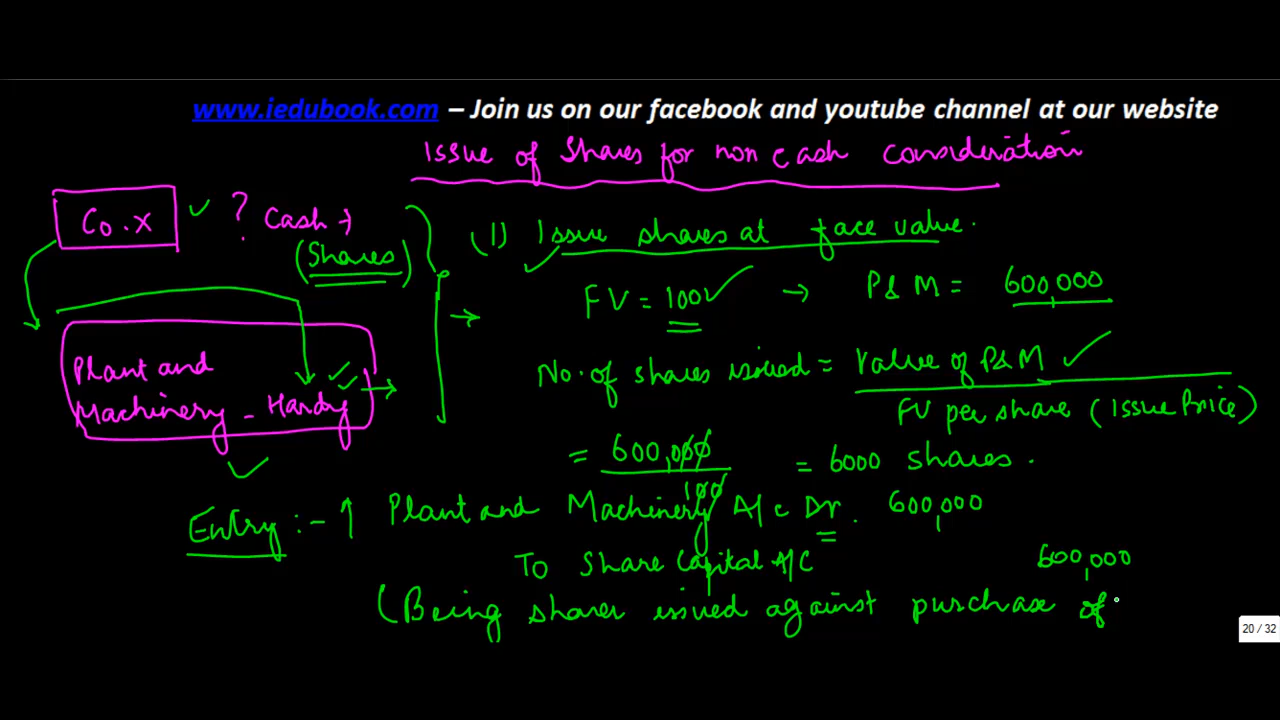 www.iedubook.com – Join us on our facebook and youtube channel at our website
Issue of Shares for non cash consideration
Co. X ? Cash
(Shares)
Plant and
Machinery - Hardy
(1) Issue shares at face value.
FV = 100 → P&M = 600,000
No. of shares issued = Value of P&M
FV per share (Issue Price)
= 600,000 = 6000 shares.
100
Entry :- ↑ Plant and Machinery A/c Dr. 600,000
To Share Capital A/C 600,000
(Being shares issued against purchase of
20 / 32